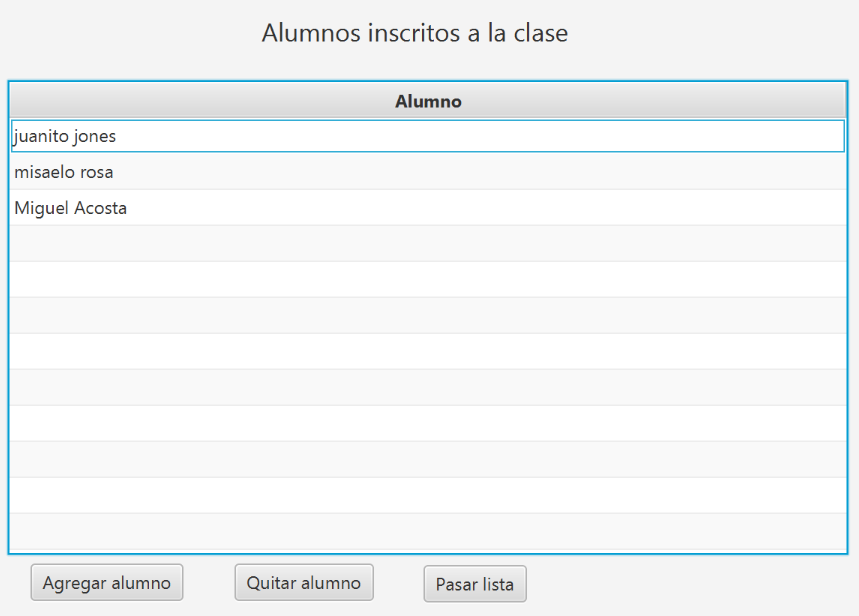 Alumnos inscritos a la clase
Alumno
juanito jones
misaelo rosa
Miguel Acosta
Agregar alumno
Quitar alumno
Pasar lista